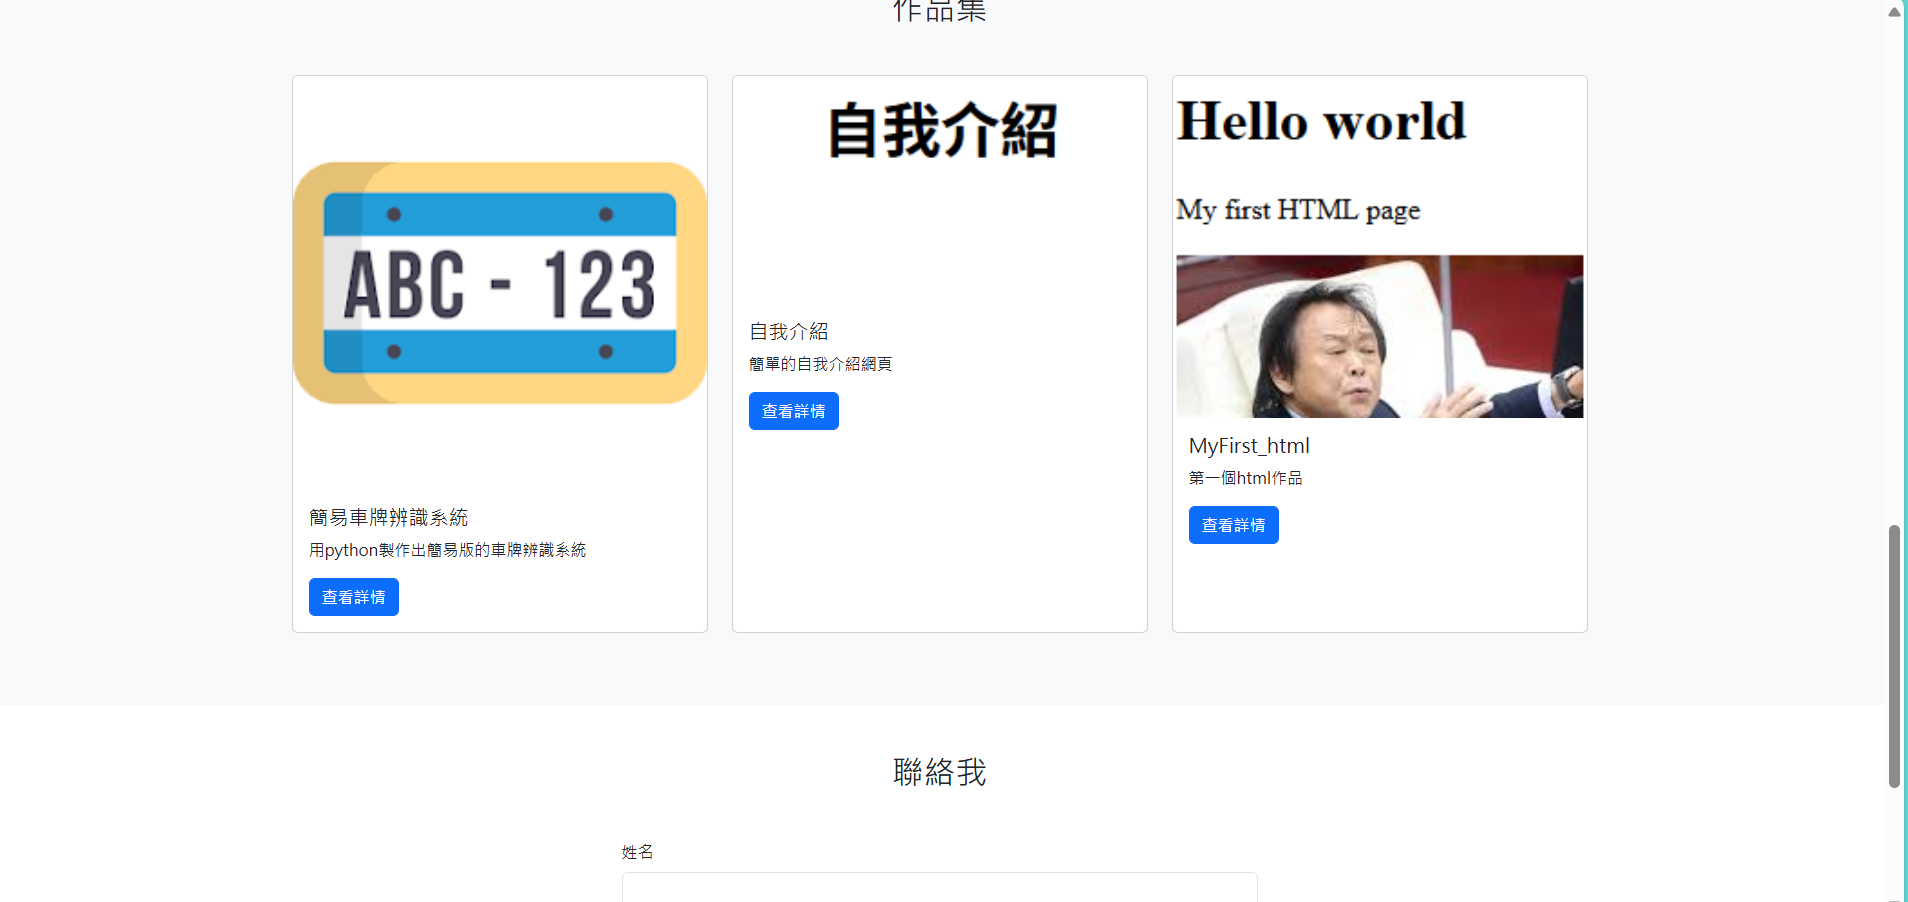 作品集
ABC - 123
簡易車牌辨識系統
用python製作出簡易版的車牌辨識系統
查看詳情
自我介紹
自我介紹
簡單的自我介紹網頁
查看詳情
Hello world
My first HTML page
MyFirst_html
第一個html作品
查看詳情
聯絡我
姓名